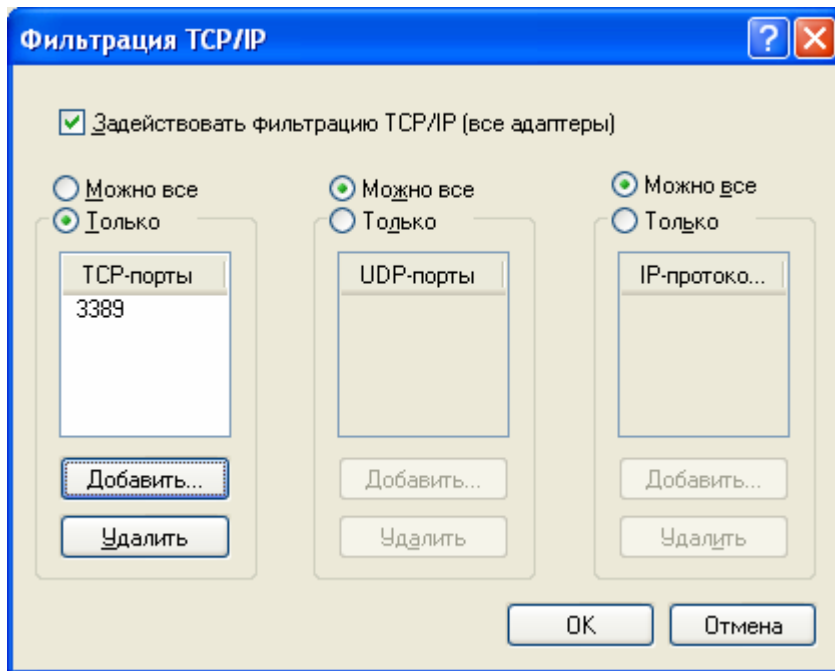 Фильтрация TCP/IP
Задействовать фильтрацию TCP/IP (все адаптеры)
Можно все
Только
TCP-порты
3389
Добавить...
Удалить
Можно все
Только
UDP-порты
Добавить...
Удалить
Можно все
Только
IP-протоко...
Добавить...
Удалить
OK
Отмена